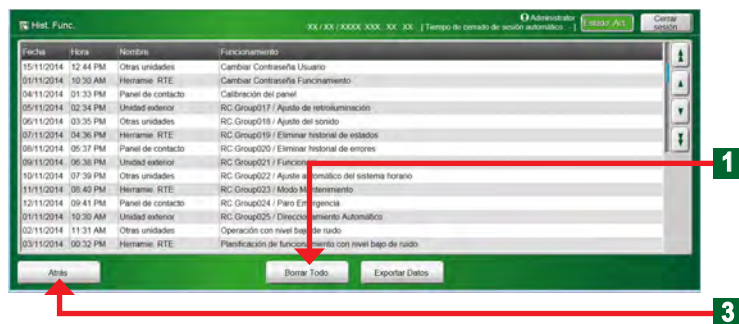 Hist. Func. XX / XX / XXXX XXX. XX XX [ Tiempo de cerrado de sesión automático : - ] Administrator Estado Act. Cerrar sesión
Fecha Hora Nombre Funcionamiento
15/11/2014 12:44 PM Otras unidades Cambiar Contraseña Usuario
01/11/2014 10:30 AM Herramie. RTE Cambiar Contraseña Funcinamiento
04/11/2014 01:33 PM Panel de contacto Calibración del panel
05/11/2014 02:34 PM Unidad exterior RC.Group017 / Ajuste de retroiluminación
06/11/2014 03:35 PM Otras unidades RC.Group018 / Ajuste del sonido
07/11/2014 04:36 PM Herramie. RTE RC.Group019 / Eliminar historial de estados
08/11/2014 05:37 PM Panel de contacto RC.Group020 / Eliminar historial de errores
09/11/2014 06:38 PM Unidad exterior RC.Group021 / Funcionar
10/11/2014 07:39 PM Otras unidades RC.Group022 / Ajuste automático del sistema horario
11/11/2014 08:40 PM Herramie. RTE RC.Group023 / Modo Mantenimiento
12/11/2014 09:41 PM Panel de contacto RC.Group024 / Paro Emergencia
01/11/2014 10:30 AM Unidad exterior RC.Group025 / Direccionamiento Automático
02/11/2014 11:31 AM Otras unidades Operación con nivel bajo de ruido
03/11/2014 00:32 PM Herramie. RTE Planificación de funcionamiento con nivel bajo de ruido.
1
Atrás Borrar Todo Exportar Datos
3